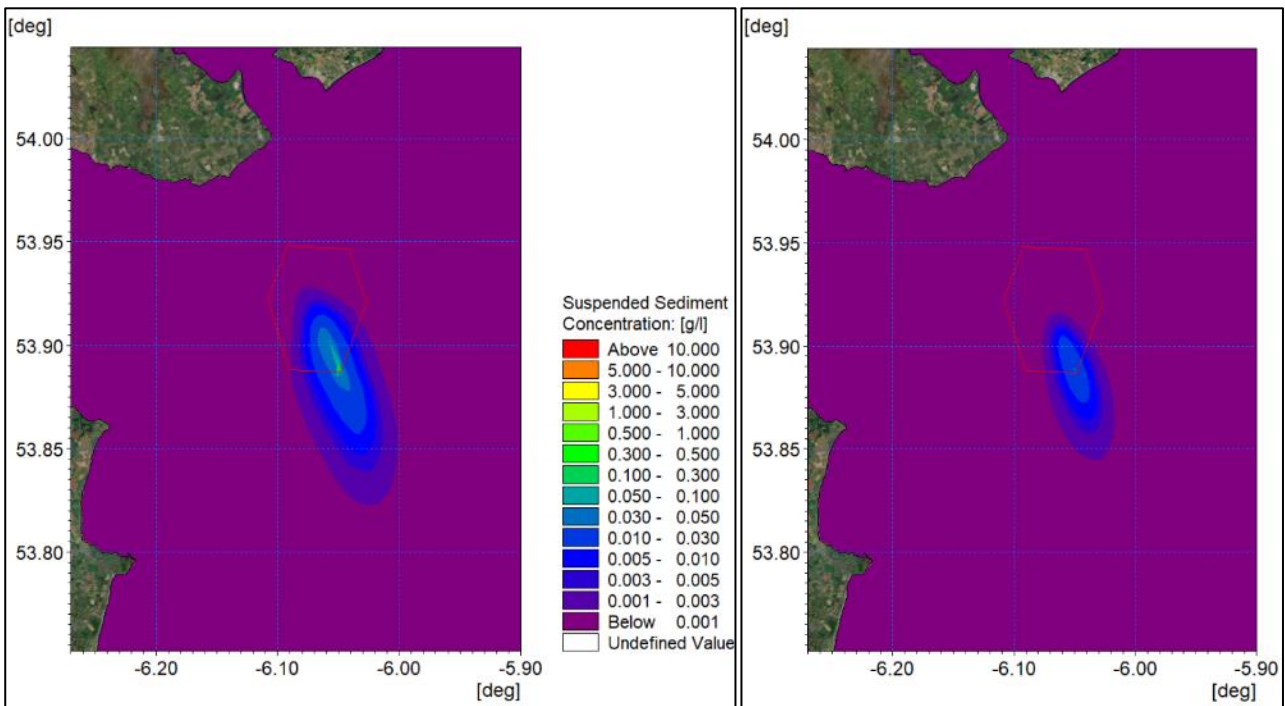 [deg]
54.00
53.95
53.90
53.85
53.80
-6.20
-6.10
-6.00
-5.90
[deg]
Suspended Sediment
Concentration: [g/l]
Above 10.000
5.000 - 10.000
3.000 - 5.000
1.000 - 3.000
0.500 - 1.000
0.300 - 0.500
0.100 - 0.300
0.050 - 0.100
0.030 - 0.050
0.010 - 0.030
0.005 - 0.010
0.003 - 0.005
0.001 - 0.003
Below 0.001
Undefined Value
[deg]
54.00
53.95
53.90
53.85
53.80
-6.20
-6.10
-6.00
-5.90
[deg]